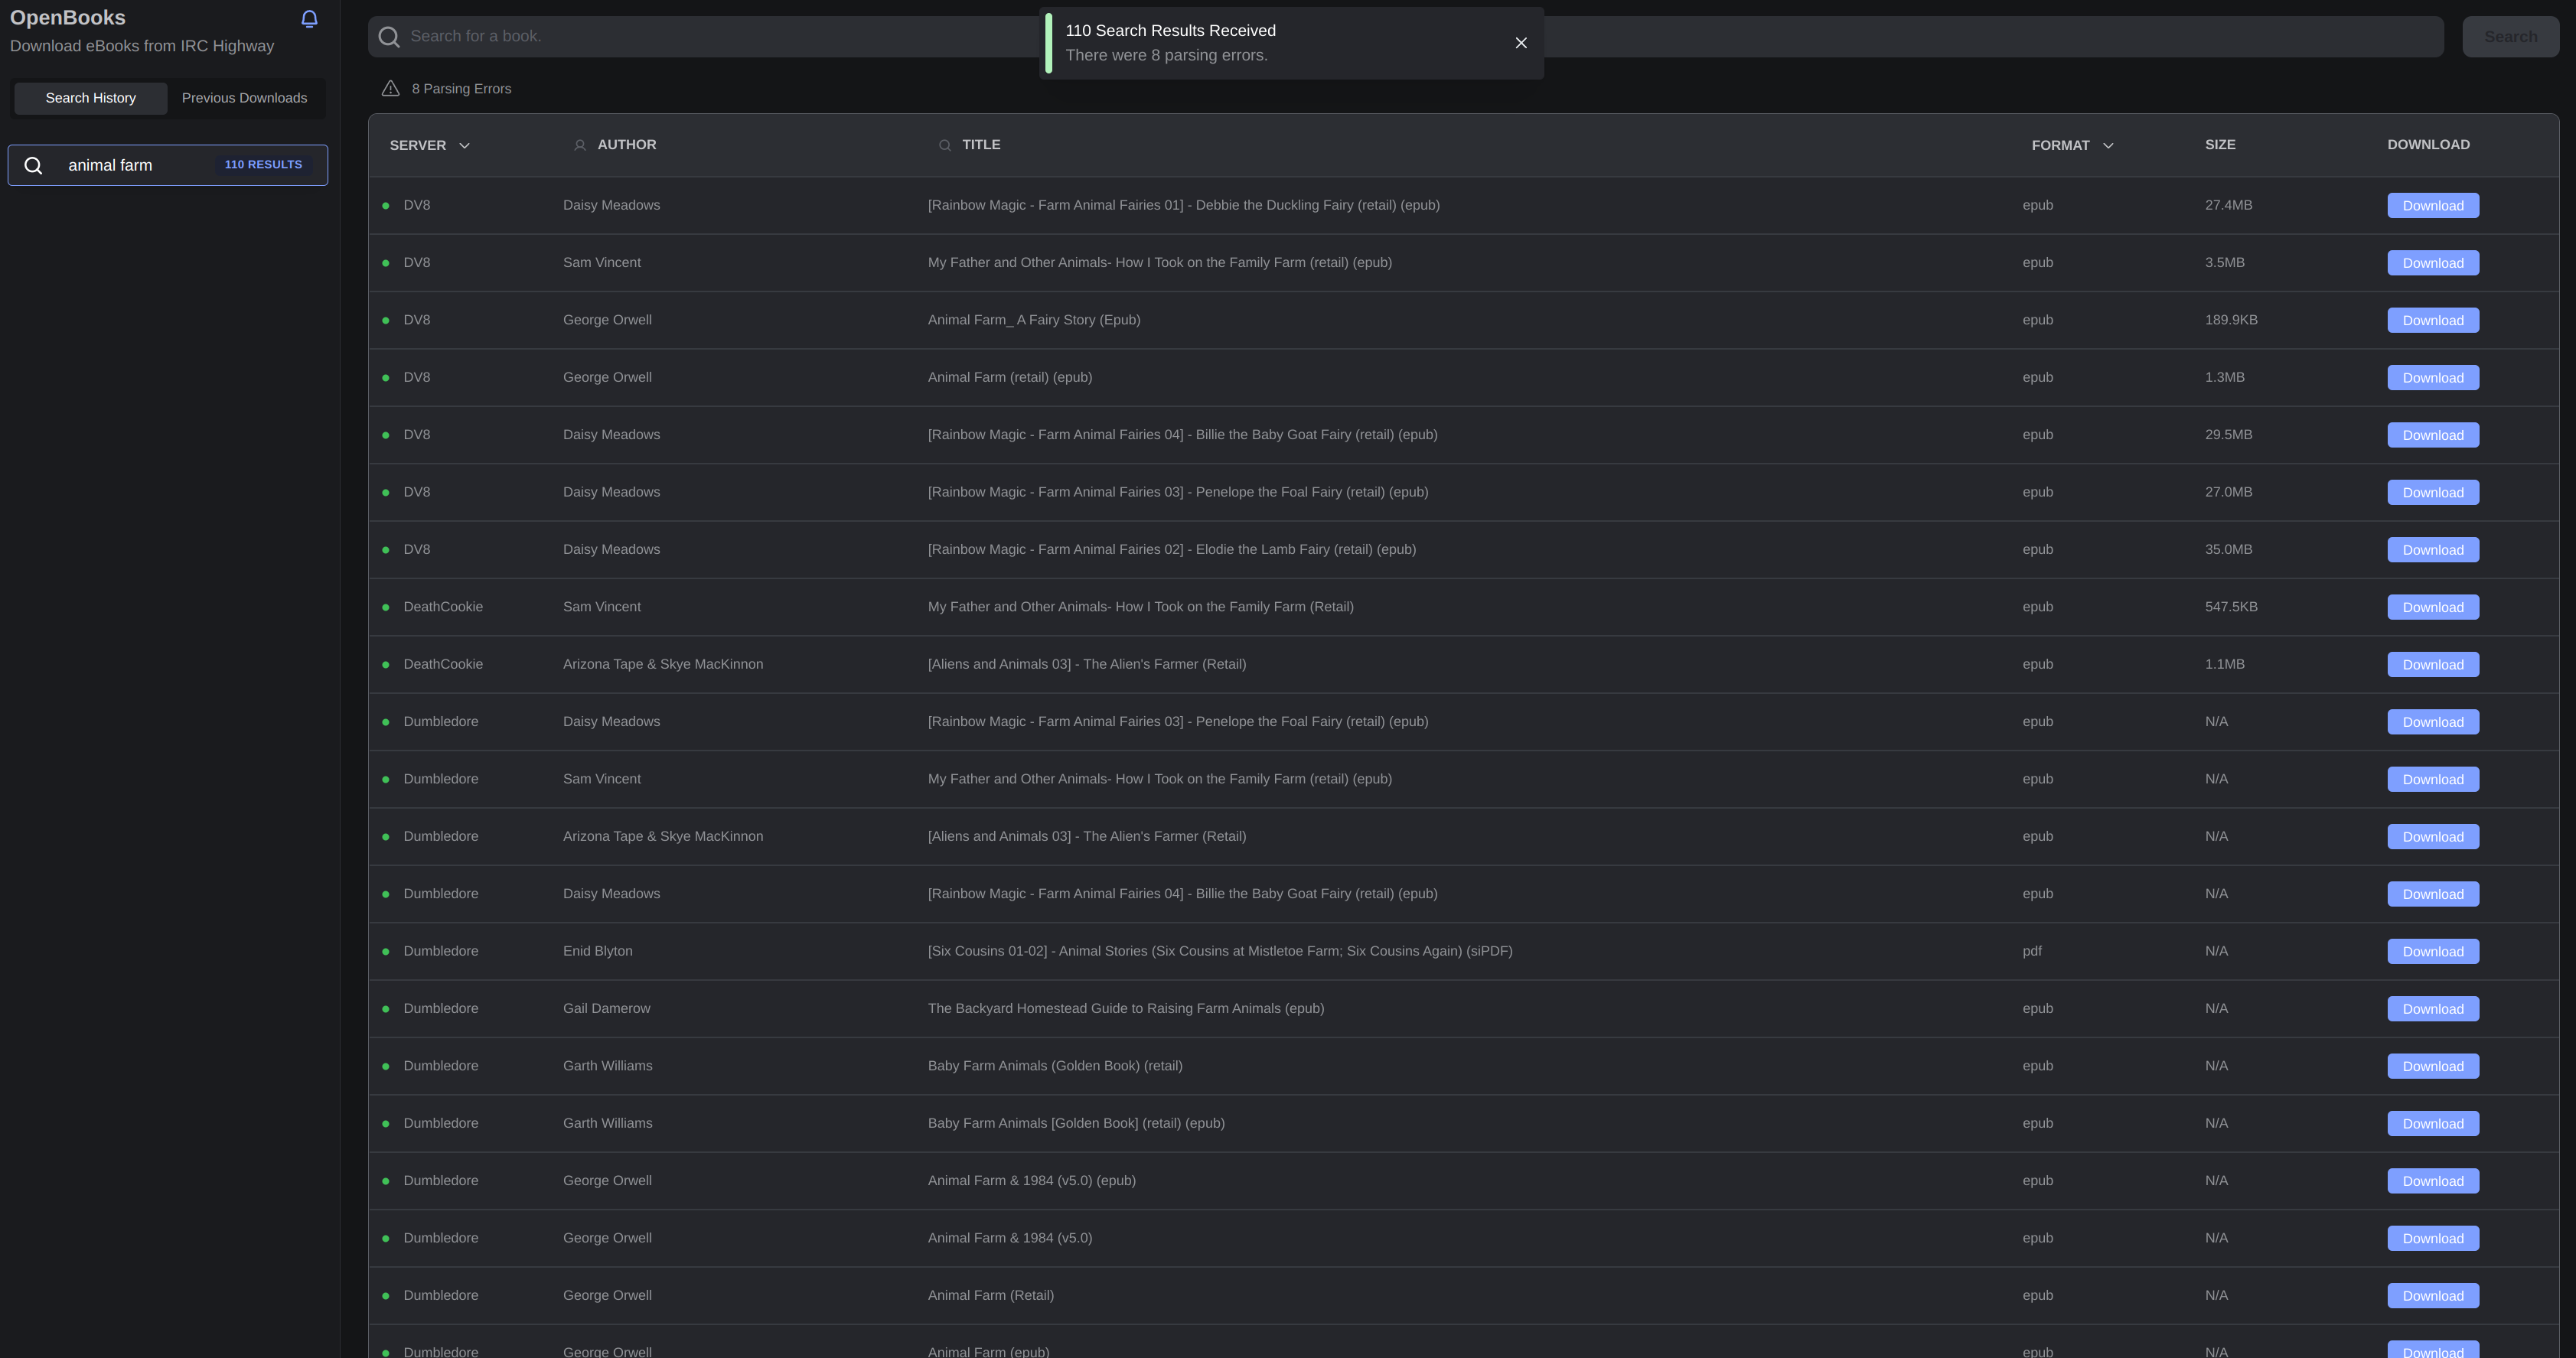 OpenBooks
Download eBooks from IRC Highway
Search History Previous Downloads
animal farm 110 RESULTS
Search for a book. Search
110 Search Results Received
There were 8 parsing errors.
8 Parsing Errors
SERVER AUTHOR TITLE FORMAT SIZE DOWNLOAD
DV8 Daisy Meadows [Rainbow Magic - Farm Animal Fairies 01] - Debbie the Duckling Fairy (retail) (epub) epub 27.4MB Download
DV8 Sam Vincent My Father and Other Animals- How I Took on the Family Farm (retail) (epub) epub 3.5MB Download
DV8 George Orwell Animal Farm_ A Fairy Story (Epub) epub 189.9KB Download
DV8 George Orwell Animal Farm (retail) (epub) epub 1.3MB Download
DV8 Daisy Meadows [Rainbow Magic - Farm Animal Fairies 04] - Billie the Baby Goat Fairy (retail) (epub) epub 29.5MB Download
DV8 Daisy Meadows [Rainbow Magic - Farm Animal Fairies 03] - Penelope the Foal Fairy (retail) (epub) epub 27.0MB Download
DV8 Daisy Meadows [Rainbow Magic - Farm Animal Fairies 02] - Elodie the Lamb Fairy (retail) (epub) epub 35.0MB Download
DeathCookie Sam Vincent My Father and Other Animals- How I Took on the Family Farm (Retail) epub 547.5KB Download
DeathCookie Arizona Tape & Skye MacKinnon [Aliens and Animals 03] - The Alien's Farmer (Retail) epub 1.1MB Download
Dumbledore Daisy Meadows [Rainbow Magic - Farm Animal Fairies 03] - Penelope the Foal Fairy (retail) (epub) epub N/A Download
Dumbledore Sam Vincent My Father and Other Animals- How I Took on the Family Farm (retail) (epub) epub N/A Download
Dumbledore Arizona Tape & Skye MacKinnon [Aliens and Animals 03] - The Alien's Farmer (Retail) epub N/A Download
Dumbledore Daisy Meadows [Rainbow Magic - Farm Animal Fairies 04] - Billie the Baby Goat Fairy (retail) (epub) epub N/A Download
Dumbledore Enid Blyton [Six Cousins 01-02] - Animal Stories (Six Cousins at Mistletoe Farm; Six Cousins Again) (siPDF) pdf N/A Download
Dumbledore Gail Damerow The Backyard Homestead Guide to Raising Farm Animals (epub) epub N/A Download
Dumbledore Garth Williams Baby Farm Animals (Golden Book) (retail) epub N/A Download
Dumbledore Garth Williams Baby Farm Animals [Golden Book] (retail) (epub) epub N/A Download
Dumbledore George Orwell Animal Farm & 1984 (v5.0) (epub) epub N/A Download
Dumbledore George Orwell Animal Farm & 1984 (v5.0) epub N/A Download
Dumbledore George Orwell Animal Farm (Retail) epub N/A Download
Dumbledore George Orwell Animal Farm (epub) epub N/A Download